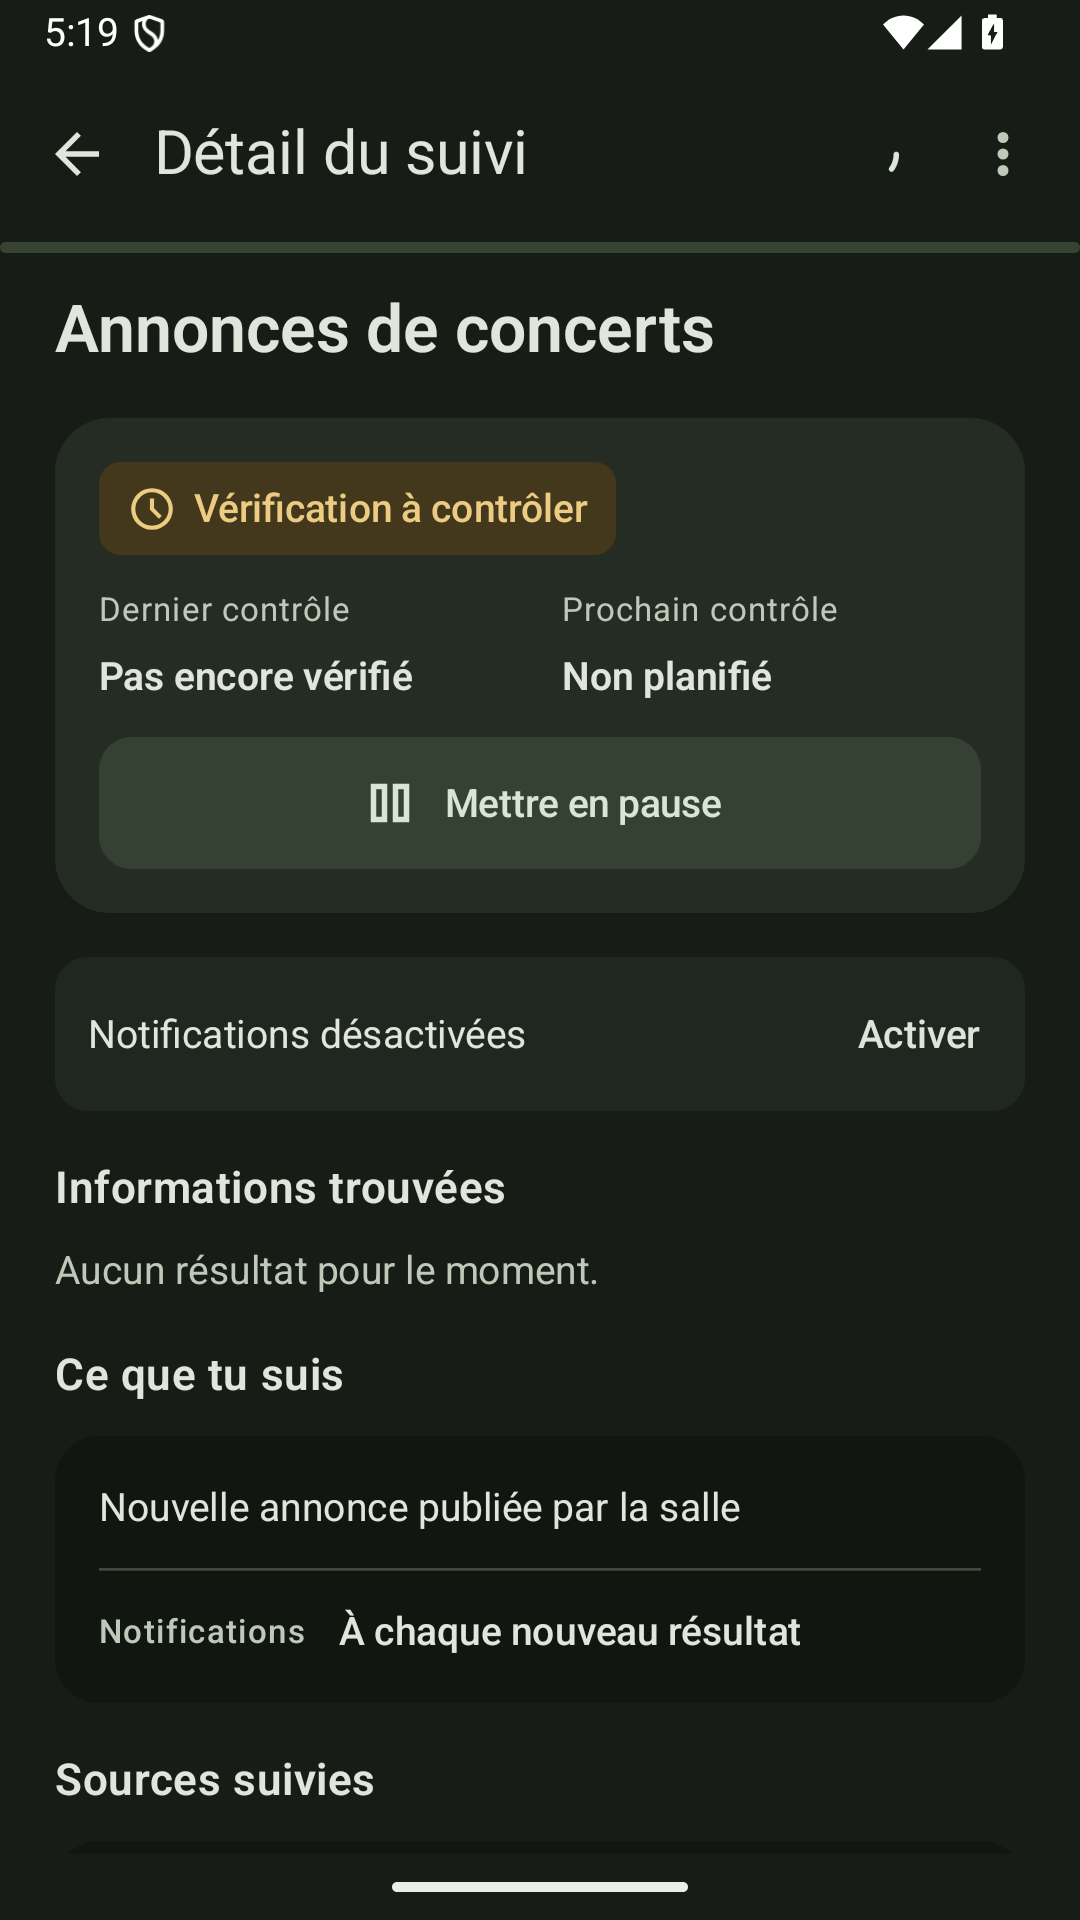 5:19
Détail du suivi
Annonces de concerts
Vérification à contrôler
Dernier contrôle
Prochain contrôle
Pas encore vérifié
Non planifié
Mettre en pause
Notifications désactivées
Activer
Informations trouvées
Aucun résultat pour le moment.
Ce que tu suis
Nouvelle annonce publiée par la salle
Notifications À chaque nouveau résultat
Sources suivies